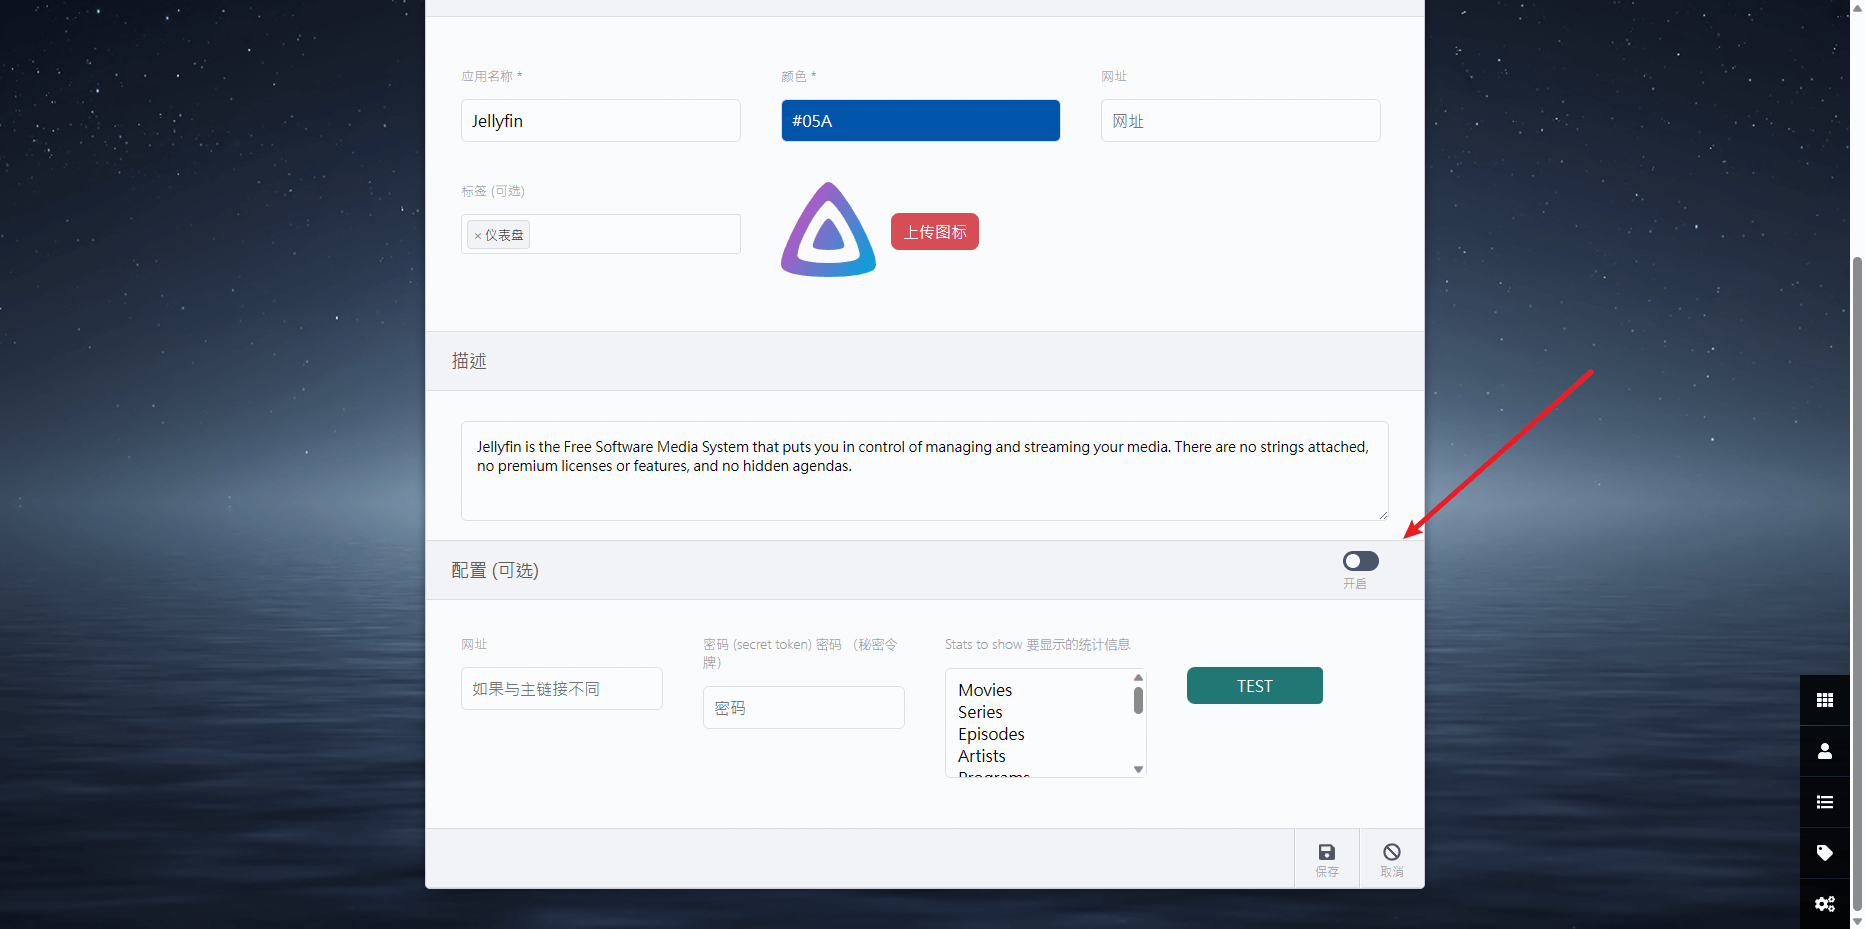 应用名称 *
颜色 *
网址
Jellyfin
#05A
网址
标签 (可选)
× 仪表盘
上传图标
描述
Jellyfin is the Free Software Media System that puts you in control of managing and streaming your media. There are no strings attached,
no premium licenses or features, and no hidden agendas.
配置 (可选)
开启
网址
密码 (secret token) 密码 （秘密令
牌）
Stats to show 要显示的统计信息
如果与主链接不同
密码
Movies
Series
Episodes
Artists
Programs
TEST
保存
取消